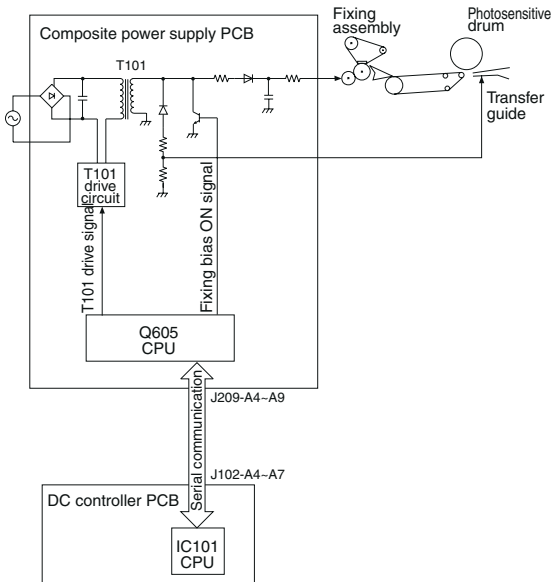 Fixing
assembly
Photosensitive
drum
Composite power supply PCB
T101
Transfer
guide
T101
drive
circuit
T101 drive signal
Fixing bias ON signal
Q605
CPU
J209-A4~A9
Serial communication
J102-A4~A7
DC controller PCB
IC101
CPU